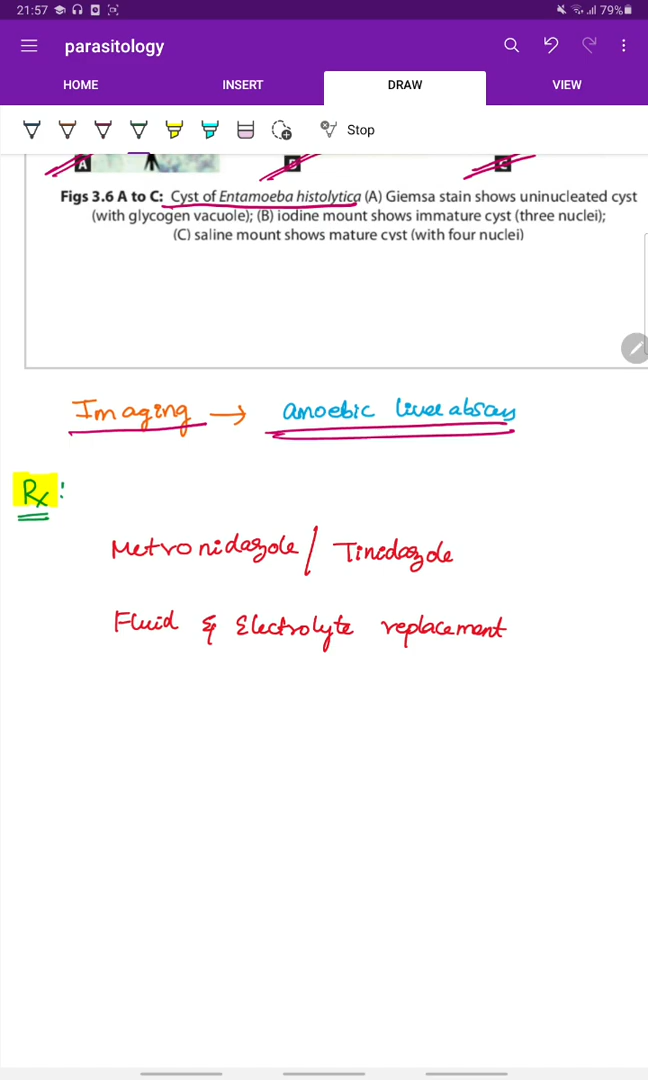 21:57
79%
parasitology
HOME INSERT DRAW VIEW
Stop
A
C
Figs 3.6 A to C: Cyst of Entamoeba histolytica (A) Giemsa stain shows uninucleated cyst
(with glycogen vacuole); (B) iodine mount shows immature cyst (three nuclei);
(C) saline mount shows mature cyst (with four nuclei)
Imaging → amoebic liver
Rx:
Metronidazole / Tinidazole
Fluid & Electrolyte replacement